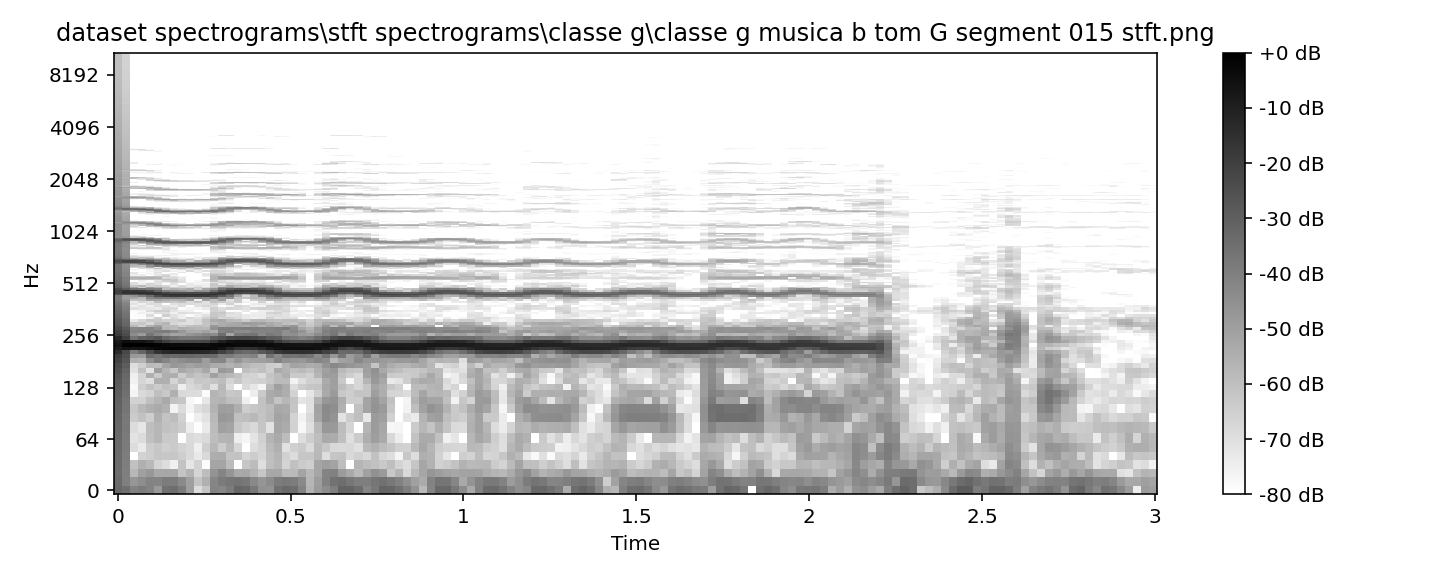 dataset spectrograms\stft spectrograms\classe g\classe g musica b tom G segment 015 stft.png
8192
4096
2048
1024
512
256
128
64
0
Hz
0
0.5
1
1.5
2
2.5
3
Time
+0 dB
-10 dB
-20 dB
-30 dB
-40 dB
-50 dB
-60 dB
-70 dB
-80 dB